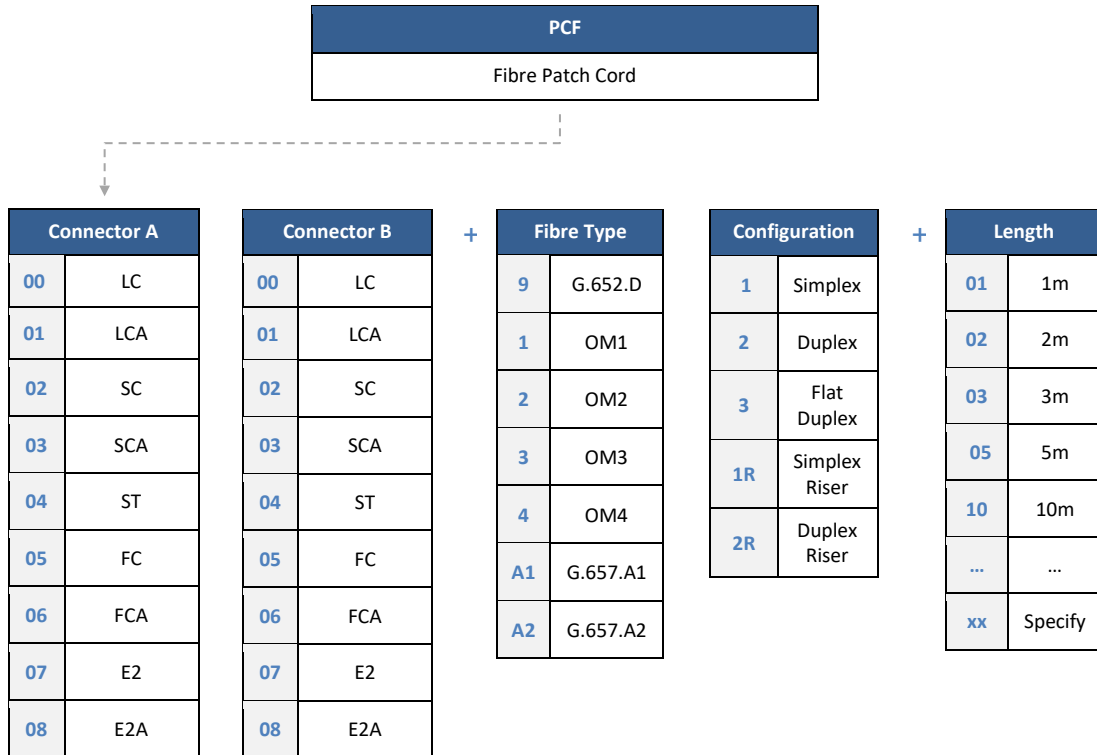 PCF
Fibre Patch Cord
Connector A
00 LC
01 LCA
02 SC
03 SCA
04 ST
05 FC
06 FCA
07 E2
08 E2A
Connector B
00 LC
01 LCA
02 SC
03 SCA
04 ST
05 FC
06 FCA
07 E2
08 E2A
+
Fibre Type
9 G.652.D
1 OM1
2 OM2
3 OM3
4 OM4
A1 G.657.A1
A2 G.657.A2
Configuration
1 Simplex
2 Duplex
3 Flat
Duplex
1R Simplex
Riser
2R Duplex
Riser
+
Length
01 1m
02 2m
03 3m
05 5m
10 10m
... ...
xx Specify